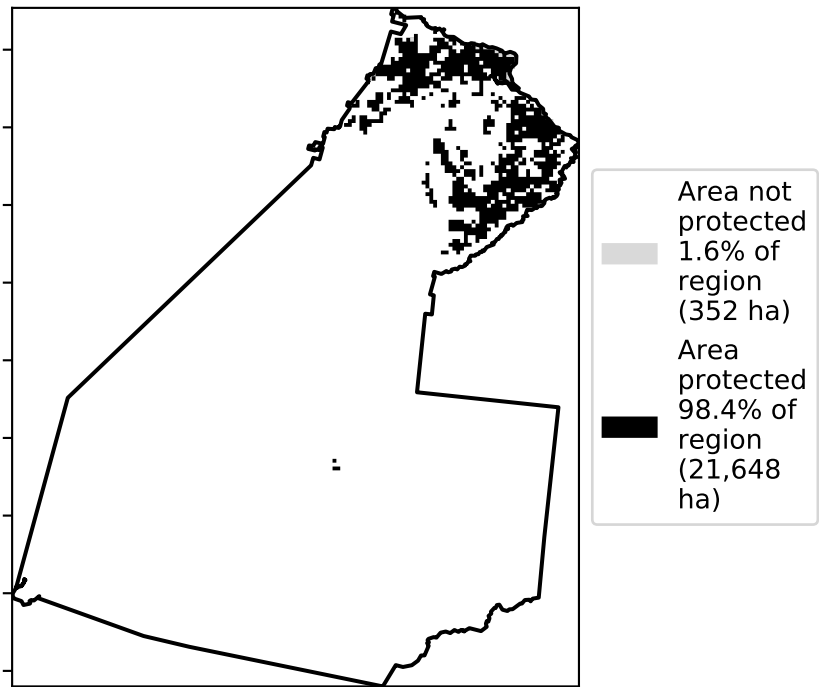 Area not
protected
1.6% of
region
(352 ha)
Area
protected
98.4% of
region
(21,648
ha)